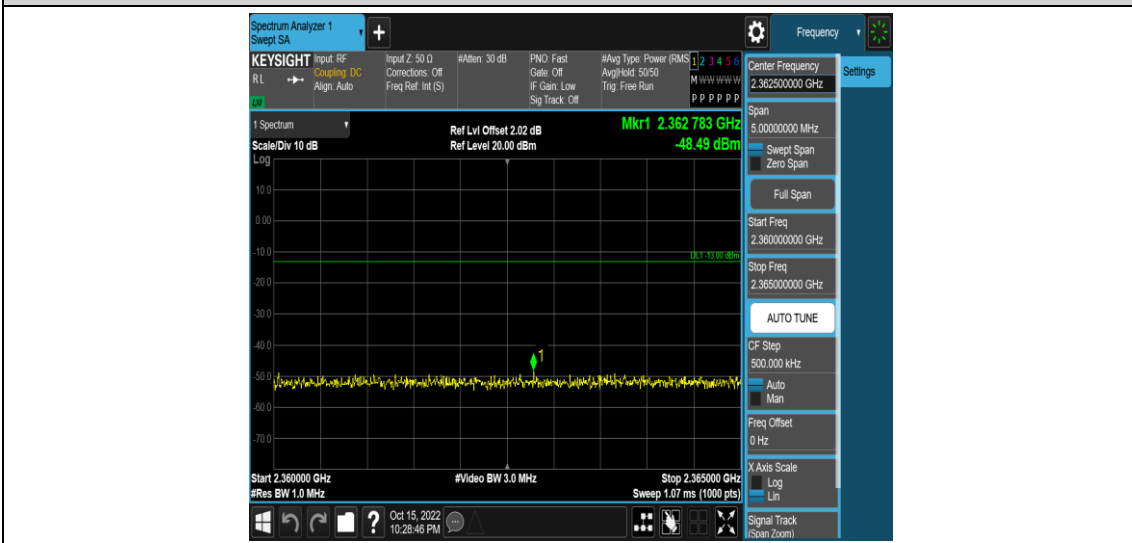 Spectrum Analyzer 1
Swept SA
+
Frequency
KEYSIGHT
RL
LW
Input: RF
Coupling: DC
Align: Auto
Input Z: 50 Ω
Corrections: Off
Freq Ref: Int (S)
#Atten: 30 dB
PNO: Fast
Gate: Off
IF Gain: Low
Sig Track: Off
#Avg Type: Power (RMS
Avg|Hold: 50/50
Trig: Free Run
1 2 3 4 5 6
M W W W W W
P P P P P P
1 Spectrum
Scale/Div 10 dB
Log
Ref Lvl Offset 2.02 dB
Ref Level 20.00 dBm
Mkr1 2.362 783 GHz
-48.49 dBm
10.0
0.00
-10.0
DL1 -13.00 dBm
-20.0
-30.0
-40.0
1
-50.0
-60.0
-70.0
Start 2.360000 GHz
#Res BW 1.0 MHz
#Video BW 3.0 MHz
Stop 2.365000 GHz
Sweep 1.07 ms (1000 pts)
?
Oct 15, 2022
10:28:46 PM
Center Frequency
2.362500000 GHz
Settings
Span
5.00000000 MHz
Swept Span
Zero Span
Full Span
Start Freq
2.360000000 GHz
Stop Freq
2.365000000 GHz
AUTO TUNE
CF Step
500.000 kHz
Auto
Man
Freq Offset
0 Hz
X Axis Scale
Log
Lin
Signal Track
(Span Zoom)